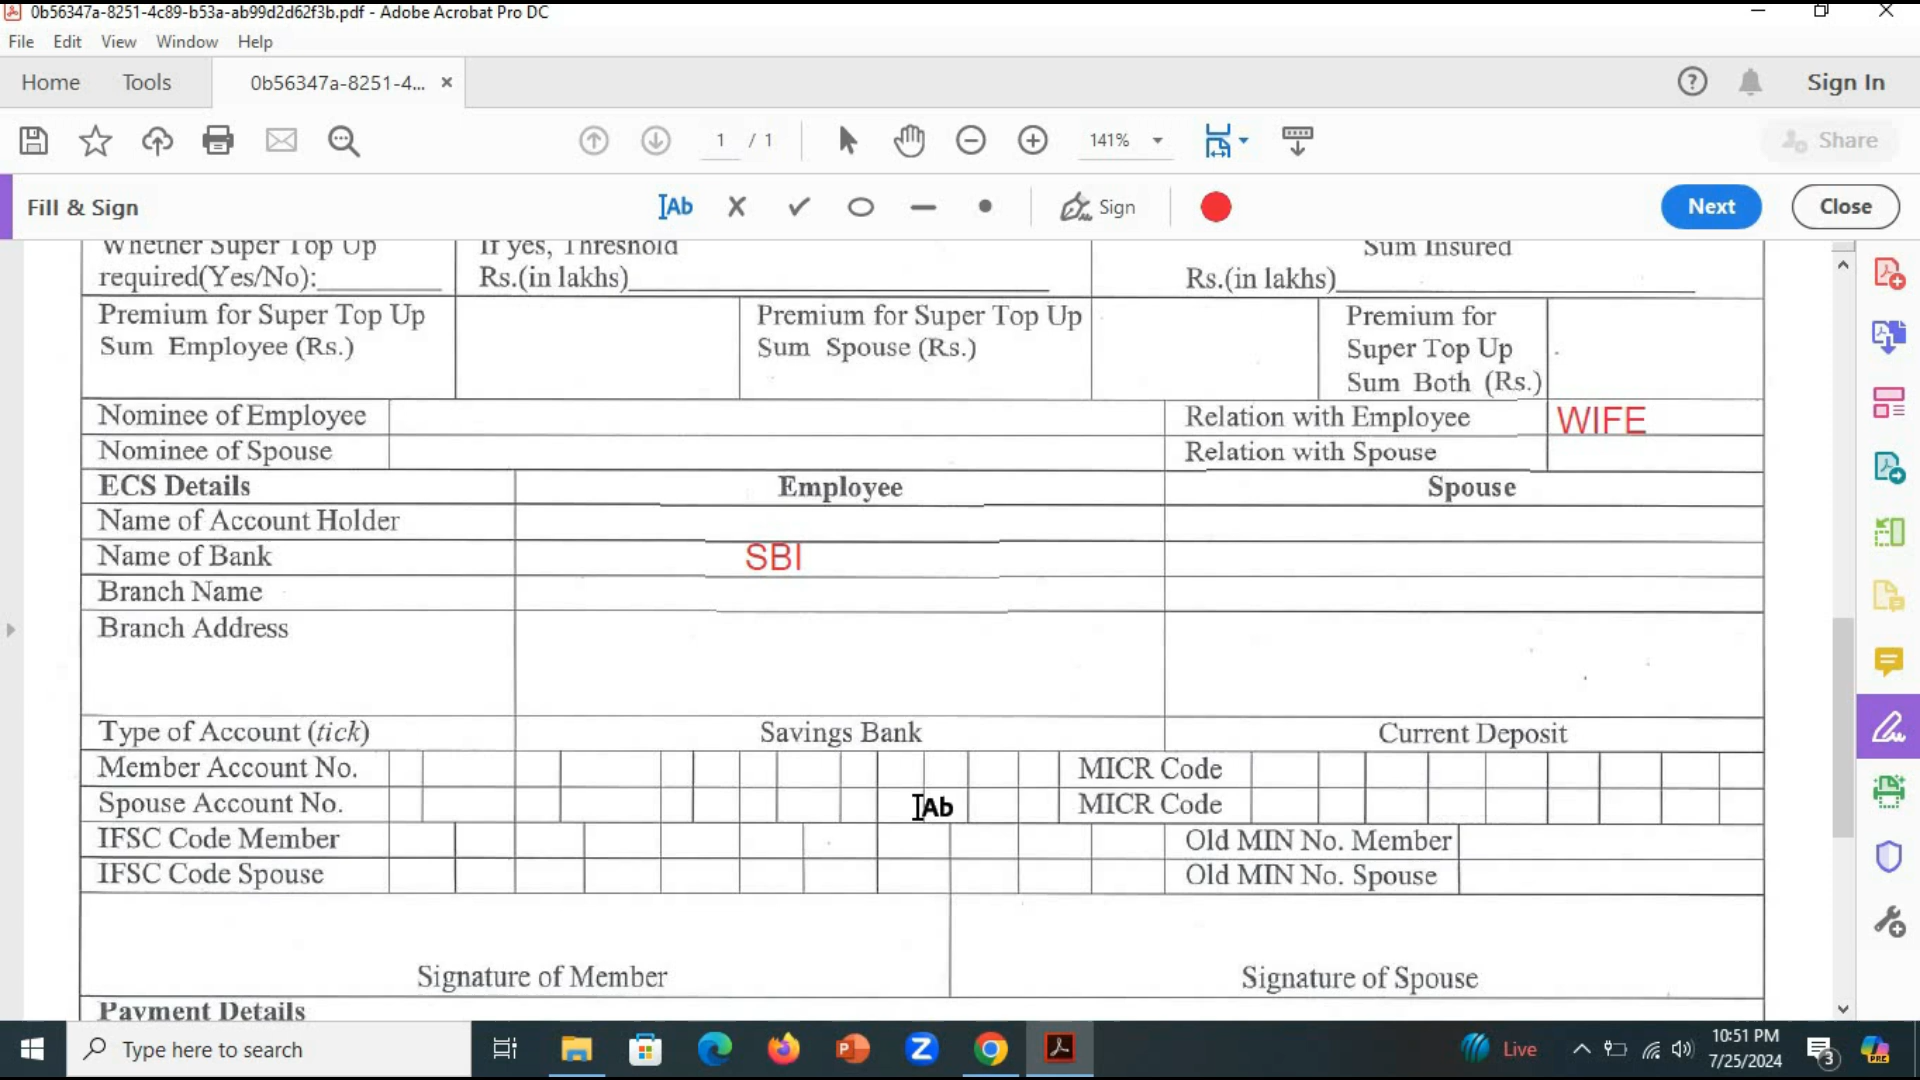 0b56347a-8251-4c89-b53a-ab99d2d62f3b.pdf - Adobe Acrobat Pro DC
File Edit View Window Help
Home Tools 0b56347a-8251-4... × Sign In
1 / 1 141% Share
Fill & Sign Ab Sign Next Close
Whether Super Top Up If yes, Threshold Sum Insured
required(Yes/No):________ Rs.(in lakhs)____________________________ Rs.(in lakhs)________________________
Premium for Super Top Up Premium for Super Top Up Premium for
Sum Employee (Rs.) Sum Spouse (Rs.) Super Top Up
Sum Both (Rs.)
Nominee of Employee Relation with Employee WIFE
Nominee of Spouse Relation with Spouse
ECS Details Employee Spouse
Name of Account Holder
Name of Bank SBI
Branch Name
Branch Address
Type of Account (tick) Savings Bank Current Deposit
Member Account No. MICR Code
Spouse Account No. Ab MICR Code
IFSC Code Member Old MIN No. Member
IFSC Code Spouse Old MIN No. Spouse
Signature of Member Signature of Spouse
Payment Details
Type here to search Live 10:51 PM
7/25/2024 3